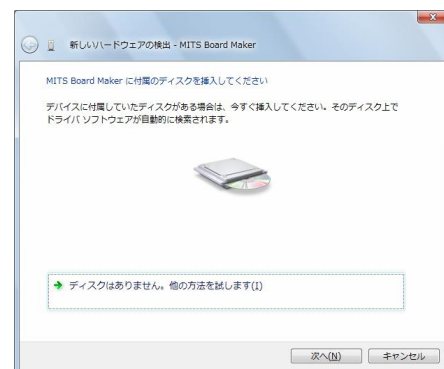 新しいハードウェアの検出 - MITS Board Maker
MITS Board Maker に付属のディスクを挿入してください
デバイスに付属していたディスクがある場合は、今すぐ挿入してください。そのディスク上で
ドライバ ソフトウェアが自動的に検索されます。
ディスクはありません。他の方法を試します(I)
次へ(N) キャンセル